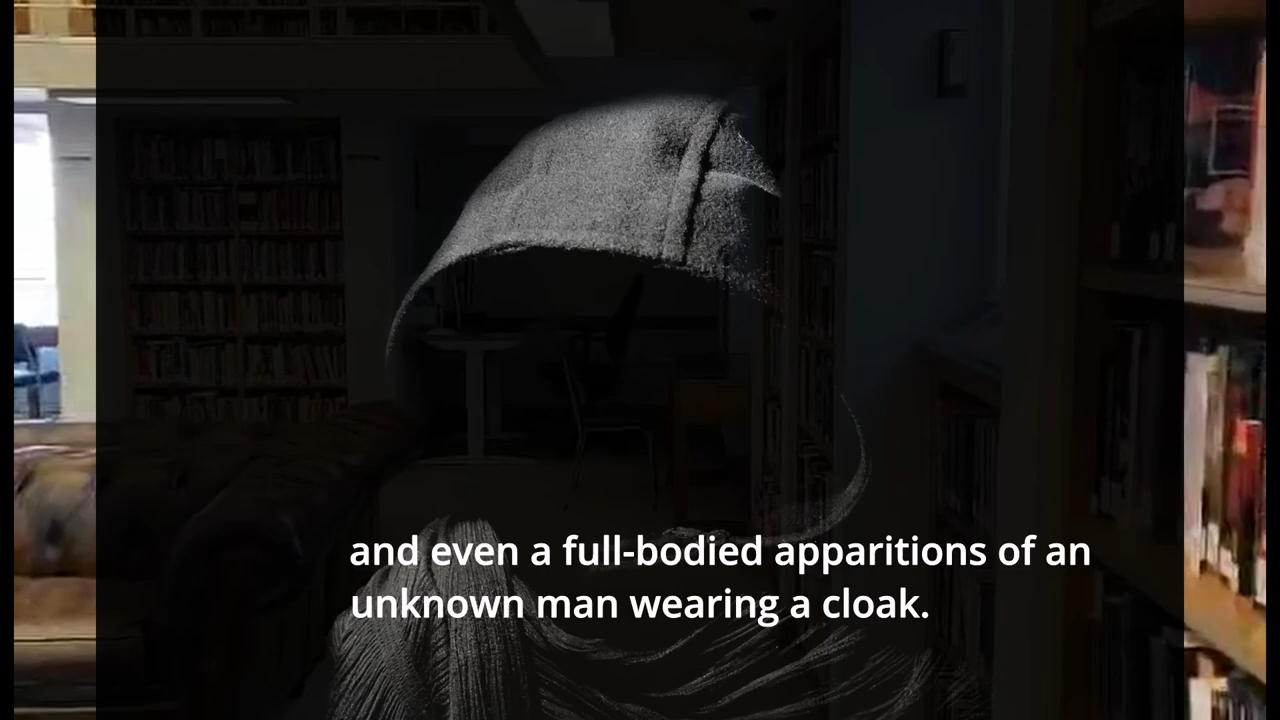 and even a full-bodied apparitions of an
unknown man wearing a cloak.